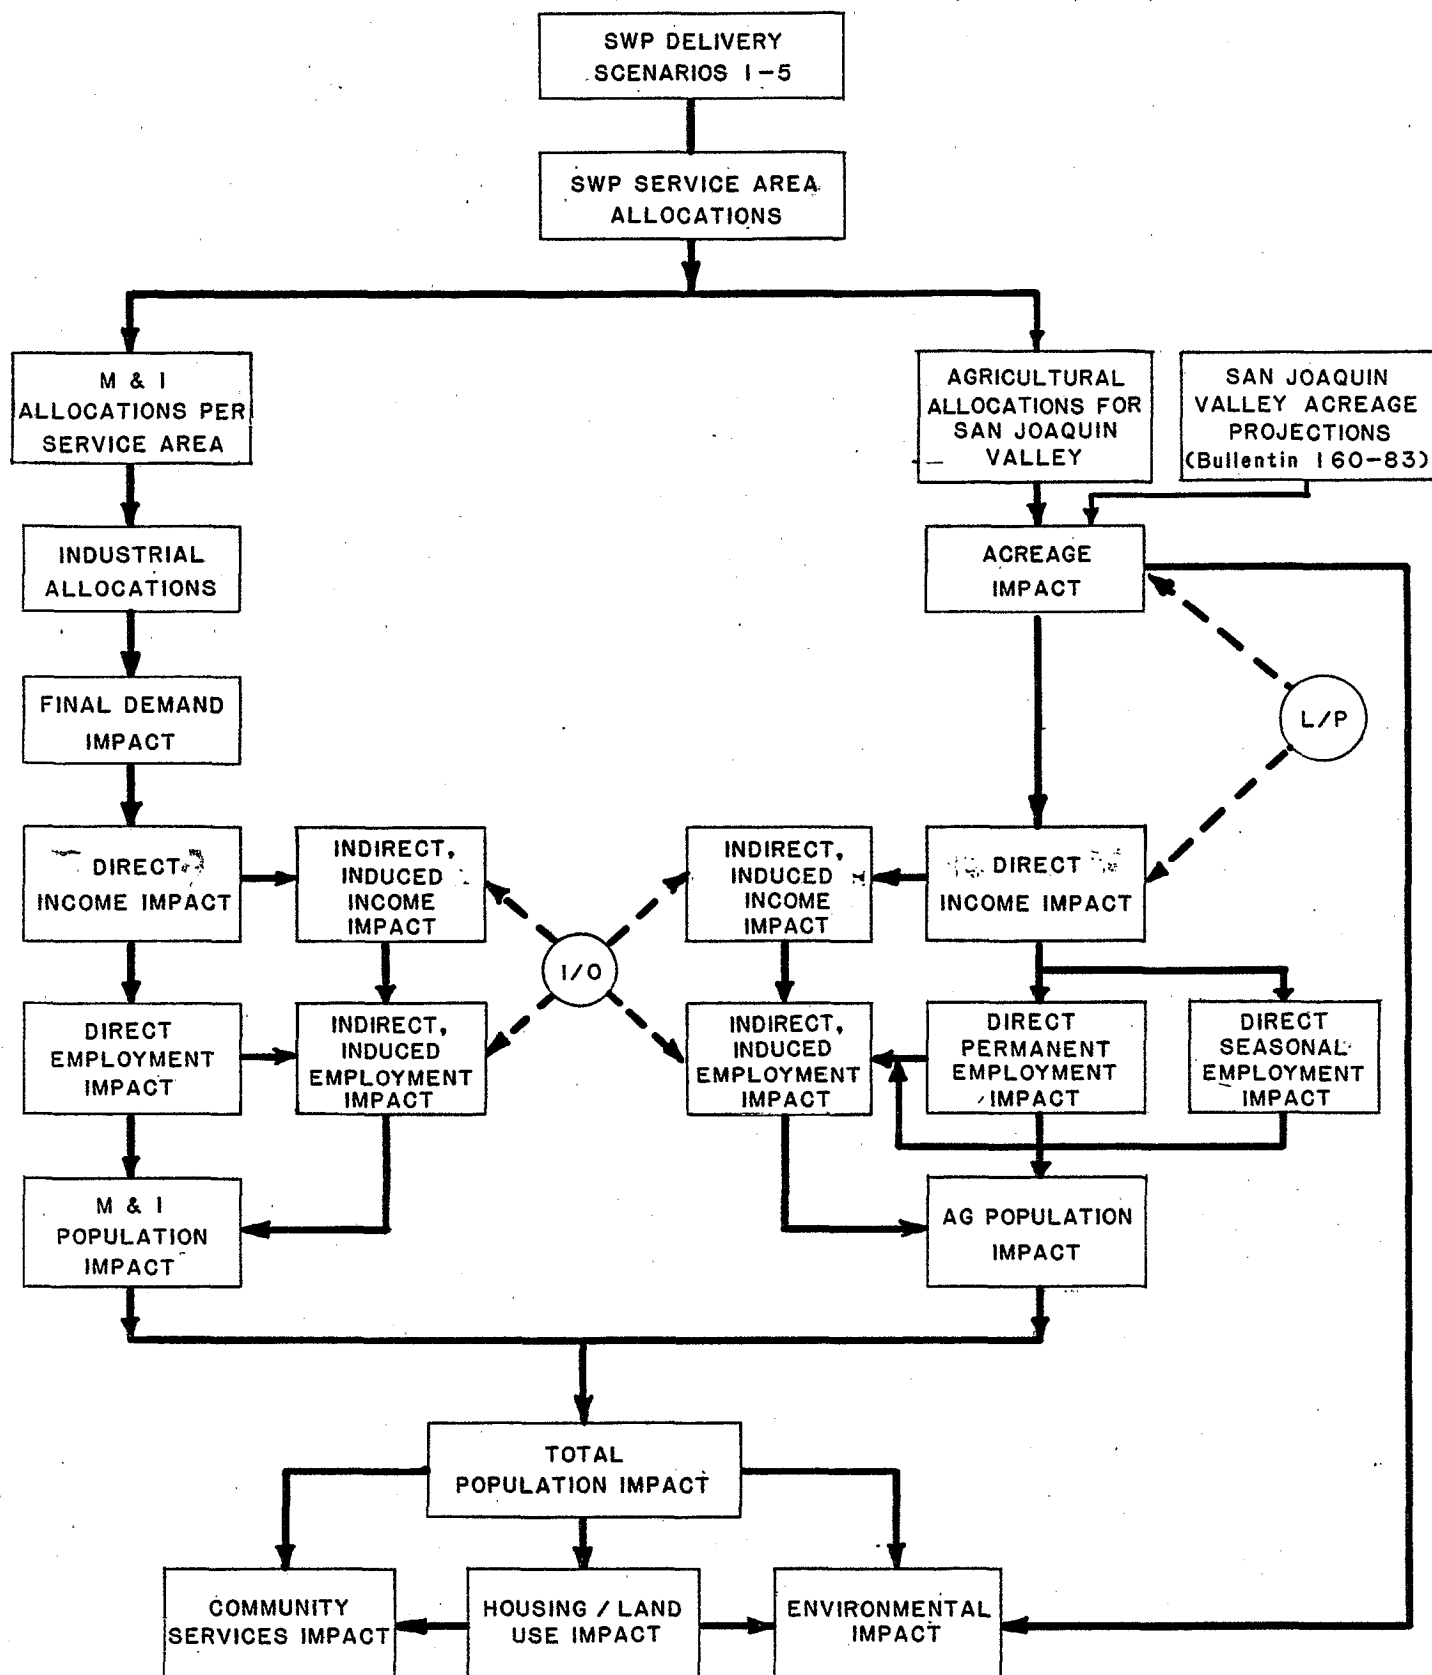 SWP DELIVERY
SCENARIOS 1-5
SWP SERVICE AREA
ALLOCATIONS
M & I
ALLOCATIONS PER
SERVICE AREA
AGRICULTURAL
ALLOCATIONS FOR
SAN JOAQUIN
VALLEY
SAN JOAQUIN
VALLEY ACREAGE
PROJECTIONS
(Bullentin 160-83)
INDUSTRIAL
ALLOCATIONS
ACREAGE
IMPACT
FINAL DEMAND
IMPACT
L/P
DIRECT
INCOME IMPACT
INDIRECT,
INDUCED
INCOME
IMPACT
INDIRECT,
INDUCED
INCOME
IMPACT
DIRECT
INCOME IMPACT
I/O
DIRECT
EMPLOYMENT
IMPACT
INDIRECT,
INDUCED
EMPLOYMENT
IMPACT
INDIRECT,
INDUCED
EMPLOYMENT
IMPACT
DIRECT
PERMANENT
EMPLOYMENT
IMPACT
DIRECT
SEASONAL
EMPLOYMENT
IMPACT
M & I
POPULATION
IMPACT
AG POPULATION
IMPACT
TOTAL
POPULATION IMPACT
COMMUNITY
SERVICES IMPACT
HOUSING / LAND
USE IMPACT
ENVIRONMENTAL
IMPACT